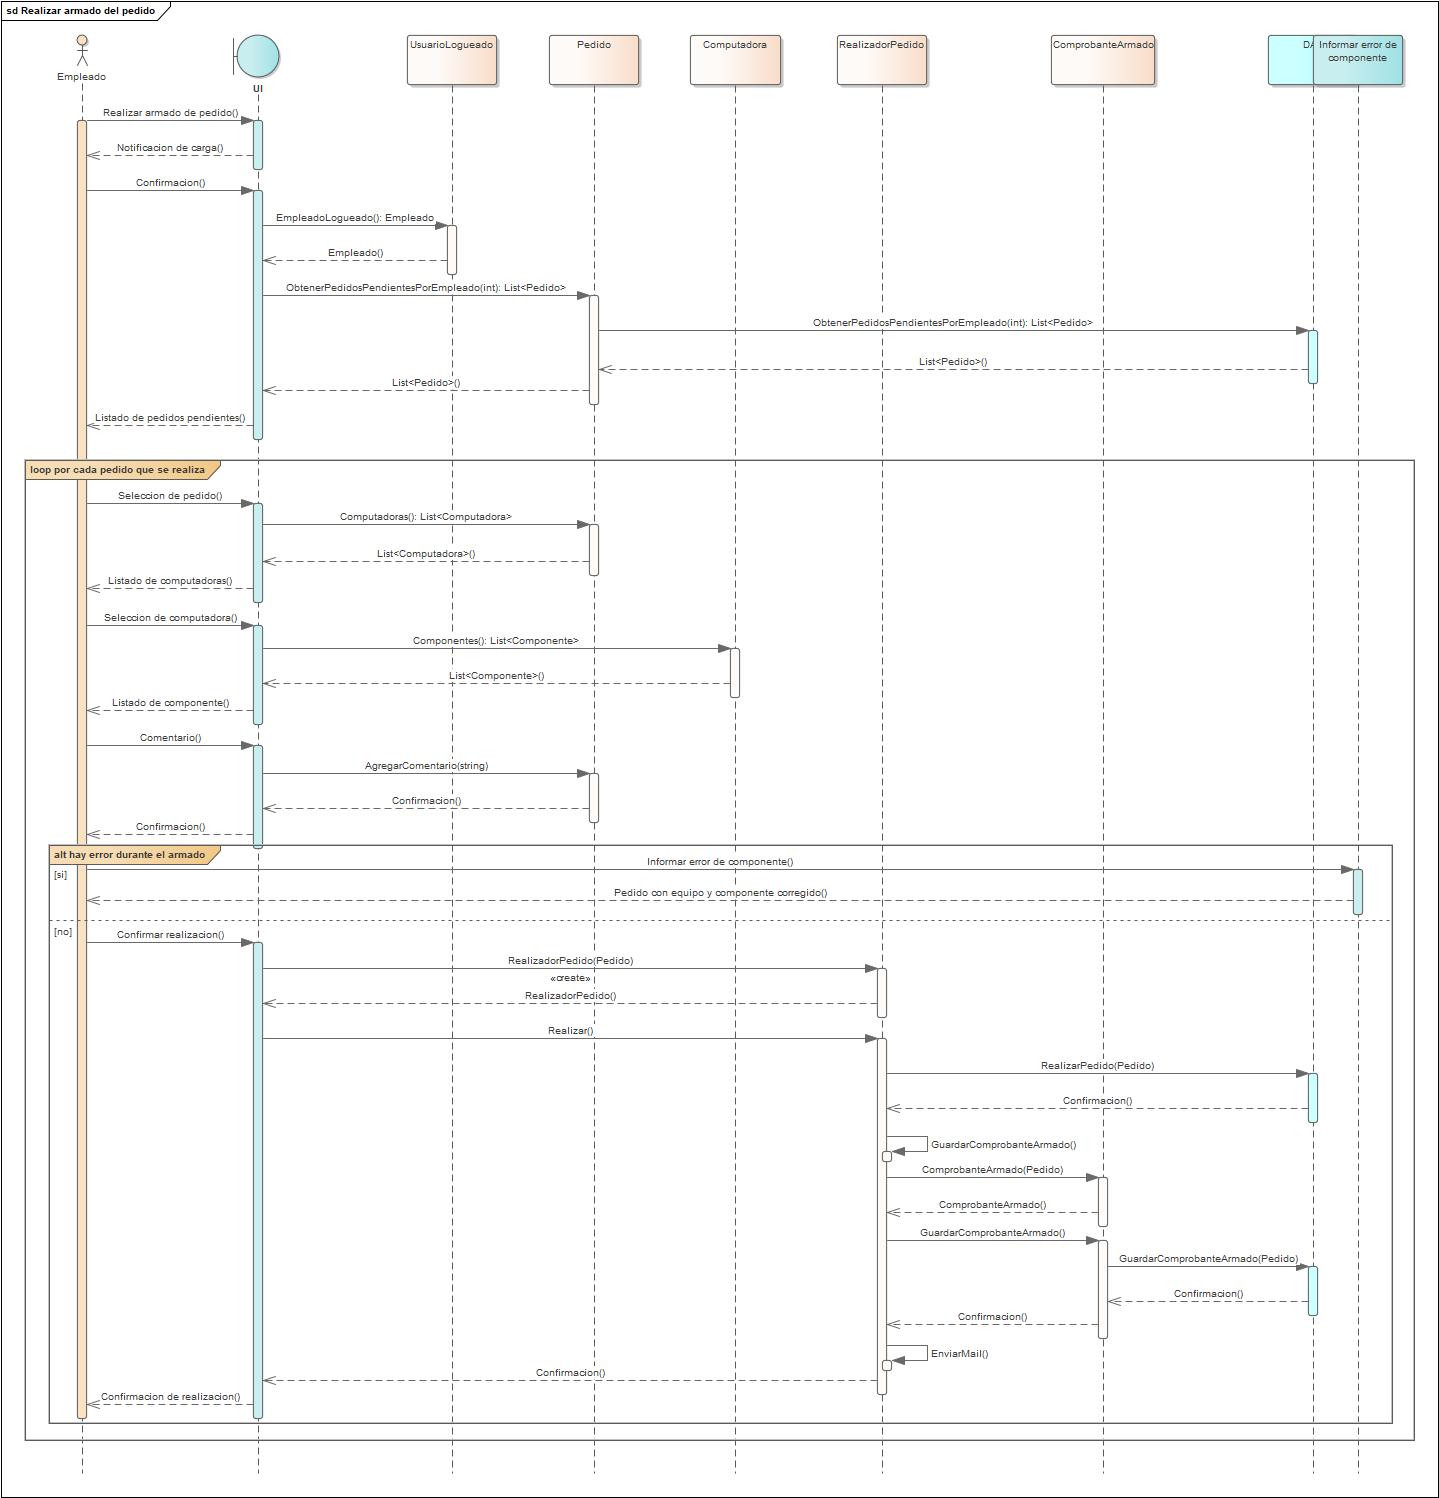 sd Realizar armado del pedido
Empleado
UI
UsuarioLogueado
Pedido
Computadora
RealizadorPedido
ComprobanteArmado
Informar error de
componente
Realizar armado de pedido()
Notificacion de carga()
Confirmacion()
EmpleadoLogueado(): Empleado
Empleado()
ObtenerPedidosPendientesPorEmpleado(int): List<Pedido>
ObtenerPedidosPendientesPorEmpleado(int): List<Pedido>
List<Pedido>()
List<Pedido>()
Listado de pedidos pendientes()
loop por cada pedido que se realiza
Seleccion de pedido()
Computadoras(): List<Computadora>
List<Computadora>()
Listado de computadoras()
Seleccion de computadora()
Componentes(): List<Componente>
List<Componente>()
Listado de componente()
Comentario()
AgregarComentario(string)
Confirmacion()
Confirmacion()
alt hay error durante el armado
Informar error de componente()
[si]
Pedido con equipo y componente corregido()
[no]
Confirmar realizacion()
RealizadorPedido(Pedido)
«create»
RealizadorPedido()
Realizar()
RealizarPedido(Pedido)
Confirmacion()
GuardarComprobanteArmado()
ComprobanteArmado(Pedido)
ComprobanteArmado()
GuardarComprobanteArmado()
GuardarComprobanteArmado(Pedido)
Confirmacion()
Confirmacion()
EnviarMail()
Confirmacion()
Confirmacion de realizacion()